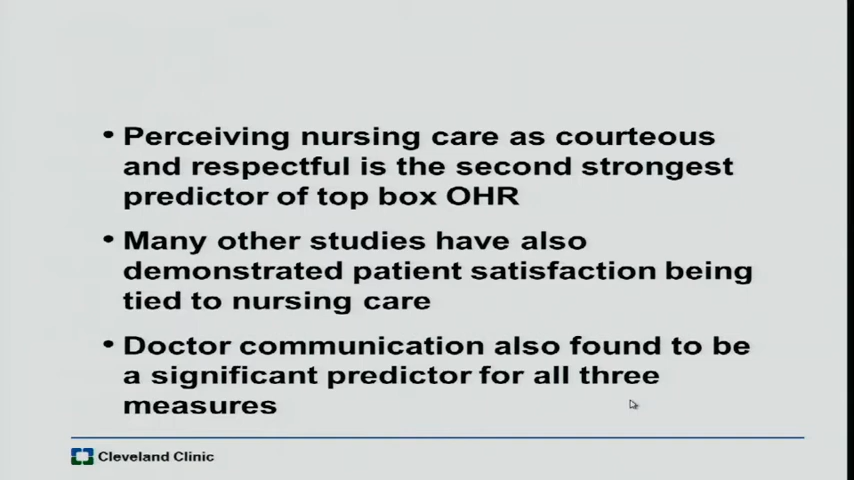 • Perceiving nursing care as courteous
and respectful is the second strongest
predictor of top box OHR
• Many other studies have also
demonstrated patient satisfaction being
tied to nursing care
• Doctor communication also found to be
a significant predictor for all three
measures
Cleveland Clinic